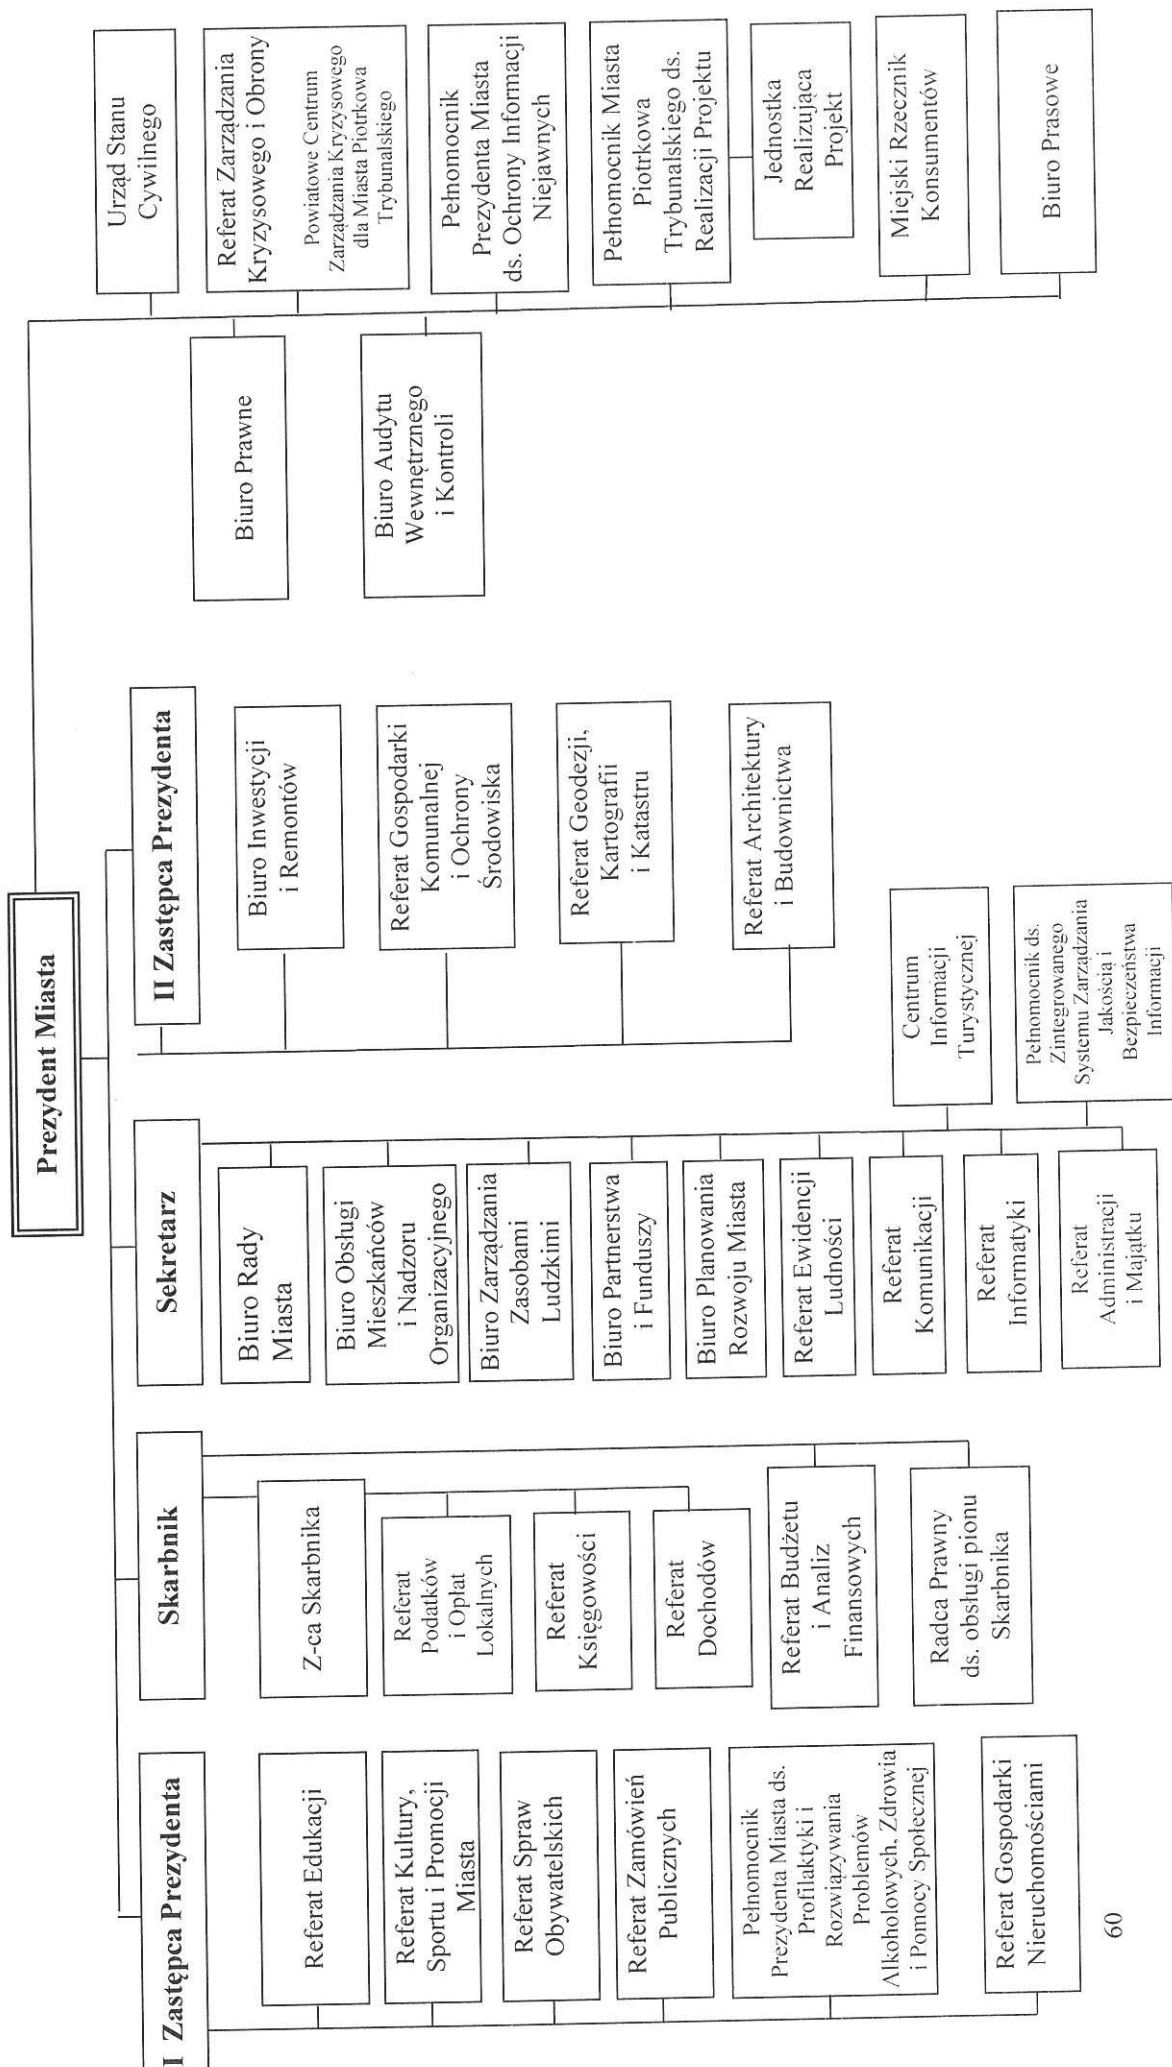 Prezydent Miasta
I Zastępca Prezydenta
Skarbnik
Sekretarz
II Zastępca Prezydenta
Referat Edukacji
Referat Kultury,
Sportu i Promocji
Miasta
Referat Spraw
Obywatelskich
Referat Zamówień
Publicznych
Pełnomocnik
Prezydenta Miasta ds.
Profilaktyki i
Rozwiązywania
Problemów
Alkoholowych, Zdrowia
i Pomocy Społecznej
Referat Gospodarki
Nieruchomościami
Z-ca Skarbnika
Referat
Podatków
i Opłat
Lokalnych
Referat
Księgowości
Referat
Dochodów
Referat Budżetu
i Analiz
Finansowych
Radca Prawny
ds. obsługi pionu
Skarbnika
Biuro Rady
Miasta
Biuro Obsługi
Mieszkańców
i Nadzoru
Organizacyjnego
Biuro Zarządzania
Zasobami
Ludzkimi
Biuro Partnerstwa
i Funduszy
Biuro Planowania
Rozwoju Miasta
Referat Ewidencji
Ludności
Referat
Komunikacji
Referat
Informatyki
Referat
Administracji
i Majątku
Centrum
Informacji
Turystycznej
Pełnomocnik ds.
Zintegrowanego
Systemu Zarządzania
Jakością i
Bezpieczeństwa
Informacji
Biuro Inwestycji
i Remontów
Referat Gospodarki
Komunalnej
i Ochrony
Środowiska
Referat Geodezji,
Kartografii
i Katastru
Referat Architektury
i Budownictwa
Biuro Prawne
Biuro Audytu
Wewnętrznego
i Kontroli
Urząd Stanu
Cywilnego
Referat Zarządzania
Kryzysowego i Obrony
Powiatowe Centrum
Zarządzania Kryzysowego
dla Miasta Piotrkowa
Trybunalskiego
Pełnomocnik
Prezydenta Miasta
ds. Ochrony Informacji
Niejawnych
Pełnomocnik Miasta
Piotrkowa
Trybunalskiego ds.
Realizacji Projektu
Jednostka
Realizująca
Projekt
Miejski Rzecznik
Konsumentów
Biuro Prasowe
60